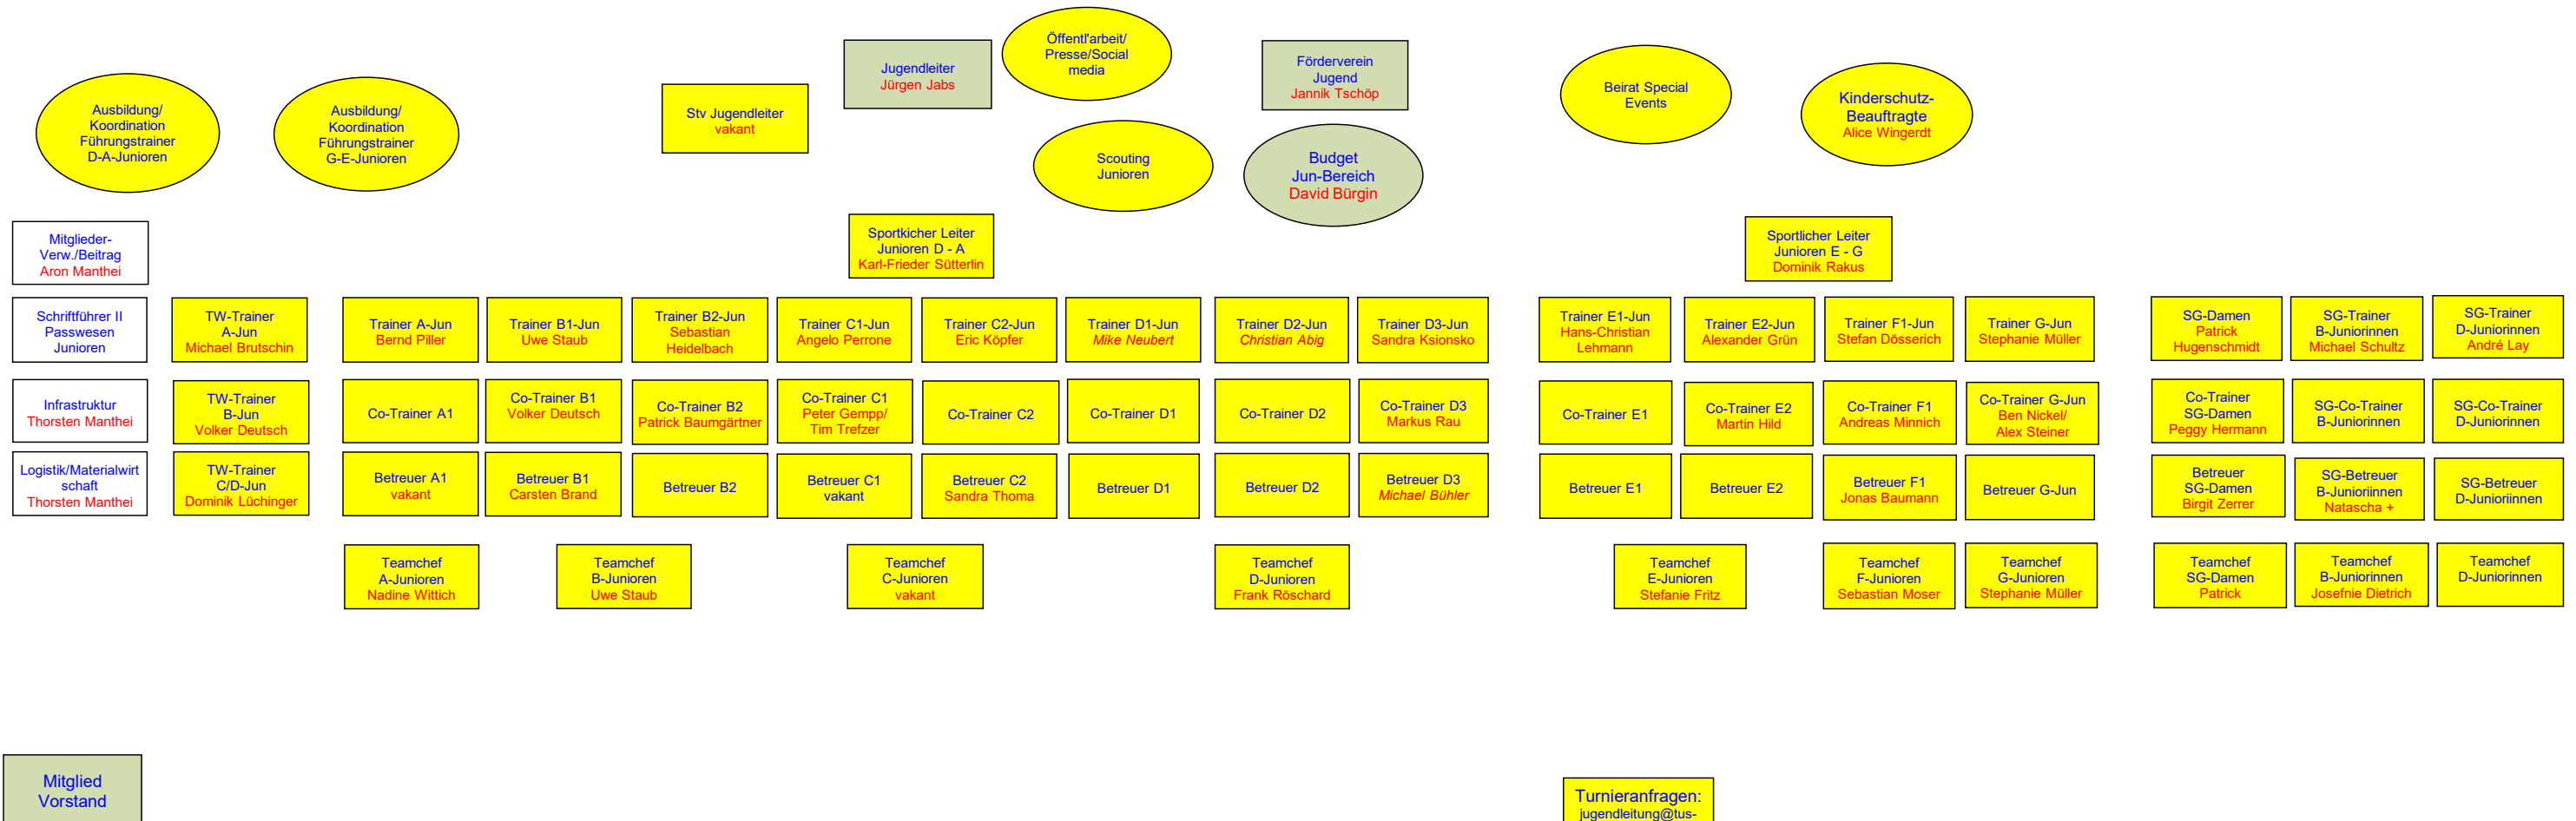 Öffentl'arbeit/
Presse/Social
media
Jugendleiter
Jürgen Jabs
Förderverein
Jugend
Jannik Tschöp
Beirat Special
Events
Kinderschutz-
Beauftragte
Alice Wingerdt
Ausbildung/
Koordination
Führungstrainer
D-A-Junioren
Ausbildung/
Koordination
Führungstrainer
G-E-Junioren
Stv Jugendleiter
vakant
Scouting
Junioren
Budget
Jun-Bereich
David Bürgin
Mitglieder-
Verw./Beitrag
Aron Manthei
Sportkicher Leiter
Junioren D - A
Karl-Frieder Sütterlin
Sportlicher Leiter
Junioren E - G
Dominik Rakus
Schriftführer II
Passwesen
Junioren
TW-Trainer
A-Jun
Michael Brutschin
Trainer A-Jun
Bernd Piller
Trainer B1-Jun
Uwe Staub
Trainer B2-Jun
Sebastian
Heidelbach
Trainer C1-Jun
Angelo Perrone
Trainer C2-Jun
Eric Köpfer
Trainer D1-Jun
Mike Neubert
Trainer D2-Jun
Christian Abig
Trainer D3-Jun
Sandra Ksionsko
Trainer E1-Jun
Hans-Christian
Lehmann
Trainer E2-Jun
Alexander Grün
Trainer F1-Jun
Stefan Dösserich
Trainer G-Jun
Stephanie Müller
SG-Damen
Patrick
Hugenschmidt
SG-Trainer
B-Juniorinnen
Michael Schultz
SG-Trainer
D-Juniorinnen
André Lay
Infrastruktur
Thorsten Manthei
TW-Trainer
B-Jun
Volker Deutsch
Co-Trainer A1
Co-Trainer B1
Volker Deutsch
Co-Trainer B2
Patrick Baumgärtner
Co-Trainer C1
Peter Gempp/
Tim Trefzer
Co-Trainer C2
Co-Trainer D1
Co-Trainer D2
Co-Trainer D3
Markus Rau
Co-Trainer E1
Co-Trainer E2
Martin Hild
Co-Trainer F1
Andreas Minnich
Co-Trainer G-Jun
Ben Nickel/
Alex Steiner
Co-Trainer
SG-Damen
Peggy Hermann
SG-Co-Trainer
B-Juniorinnen
SG-Co-Trainer
D-Juniorinnen
Logistik/Materialwirt
schaft
Thorsten Manthei
TW-Trainer
C/D-Jun
Dominik Lüchinger
Betreuer A1
vakant
Betreuer B1
Carsten Brand
Betreuer B2
Betreuer C1
vakant
Betreuer C2
Sandra Thoma
Betreuer D1
Betreuer D2
Betreuer D3
Michael Bühler
Betreuer E1
Betreuer E2
Betreuer F1
Jonas Baumann
Betreuer G-Jun
Betreuer
SG-Damen
Birgit Zerrer
SG-Betreuer
B-Junioriinnen
Natascha +
SG-Betreuer
D-Junioriinnen
Teamchef
A-Junioren
Nadine Wittich
Teamchef
B-Junioren
Uwe Staub
Teamchef
C-Junioren
vakant
Teamchef
D-Junioren
Frank Röschard
Teamchef
E-Junioren
Stefanie Fritz
Teamchef
F-Junioren
Sebastian Moser
Teamchef
G-Junioren
Stephanie Müller
Teamchef
SG-Damen
Patrick
Teamchef
B-Juniorinnen
Josefnie Dietrich
Teamchef
D-Juniorinnen
Mitglied
Vorstand
Turnieranfragen:
jugendleitung@tus-